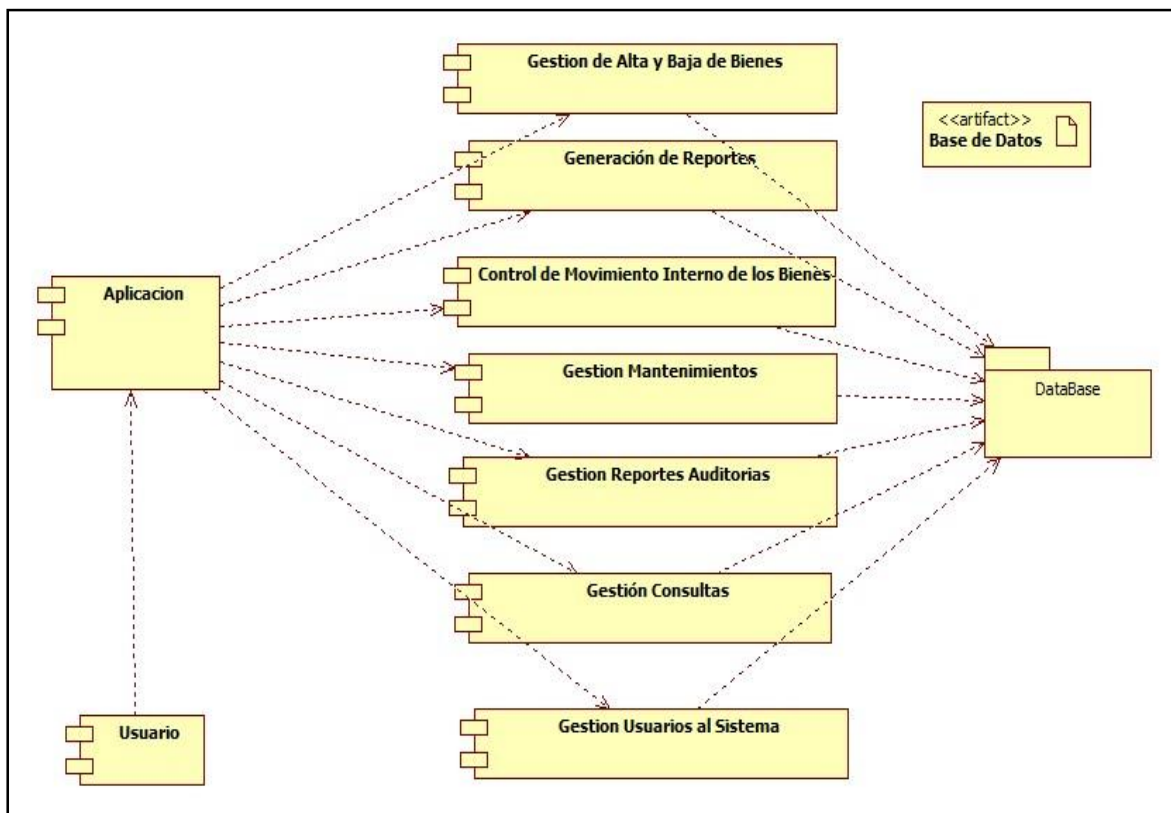 Gestion de Alta y Baja de Bienes
<<artifact>>
Base de Datos
Generación de Reportes
Control de Movimiento Interno de los Bienes
Aplicacion
Gestion Mantenimientos
DataBase
Gestion Reportes Auditorias
Gestión Consultas
Usuario
Gestion Usuarios al Sistema